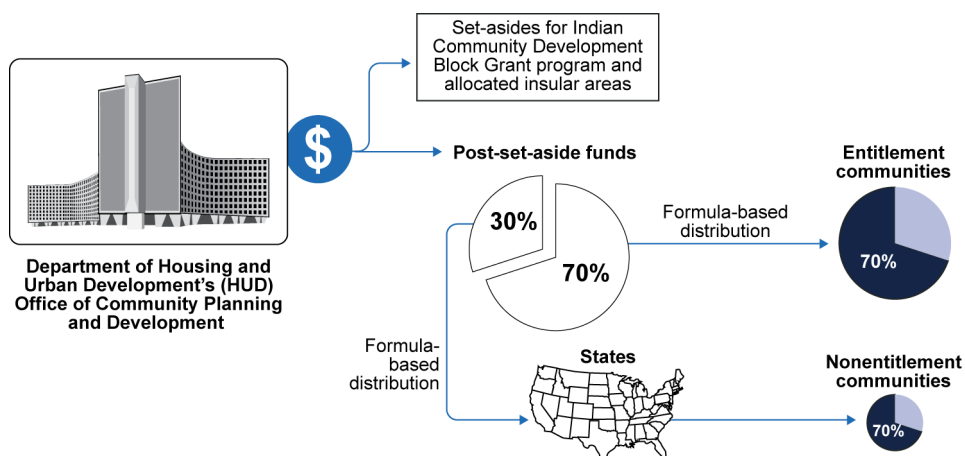 Set-asides for Indian
Community Development
Block Grant program and
allocated insular areas
$
Department of Housing and
Urban Development’s (HUD)
Office of Community Planning
and Development
Post-set-aside funds
30%
70%
Formula-based
distribution
Entitlement
communities
70%
Formula-
based
distribution
States
Nonentitlement
communities
70%